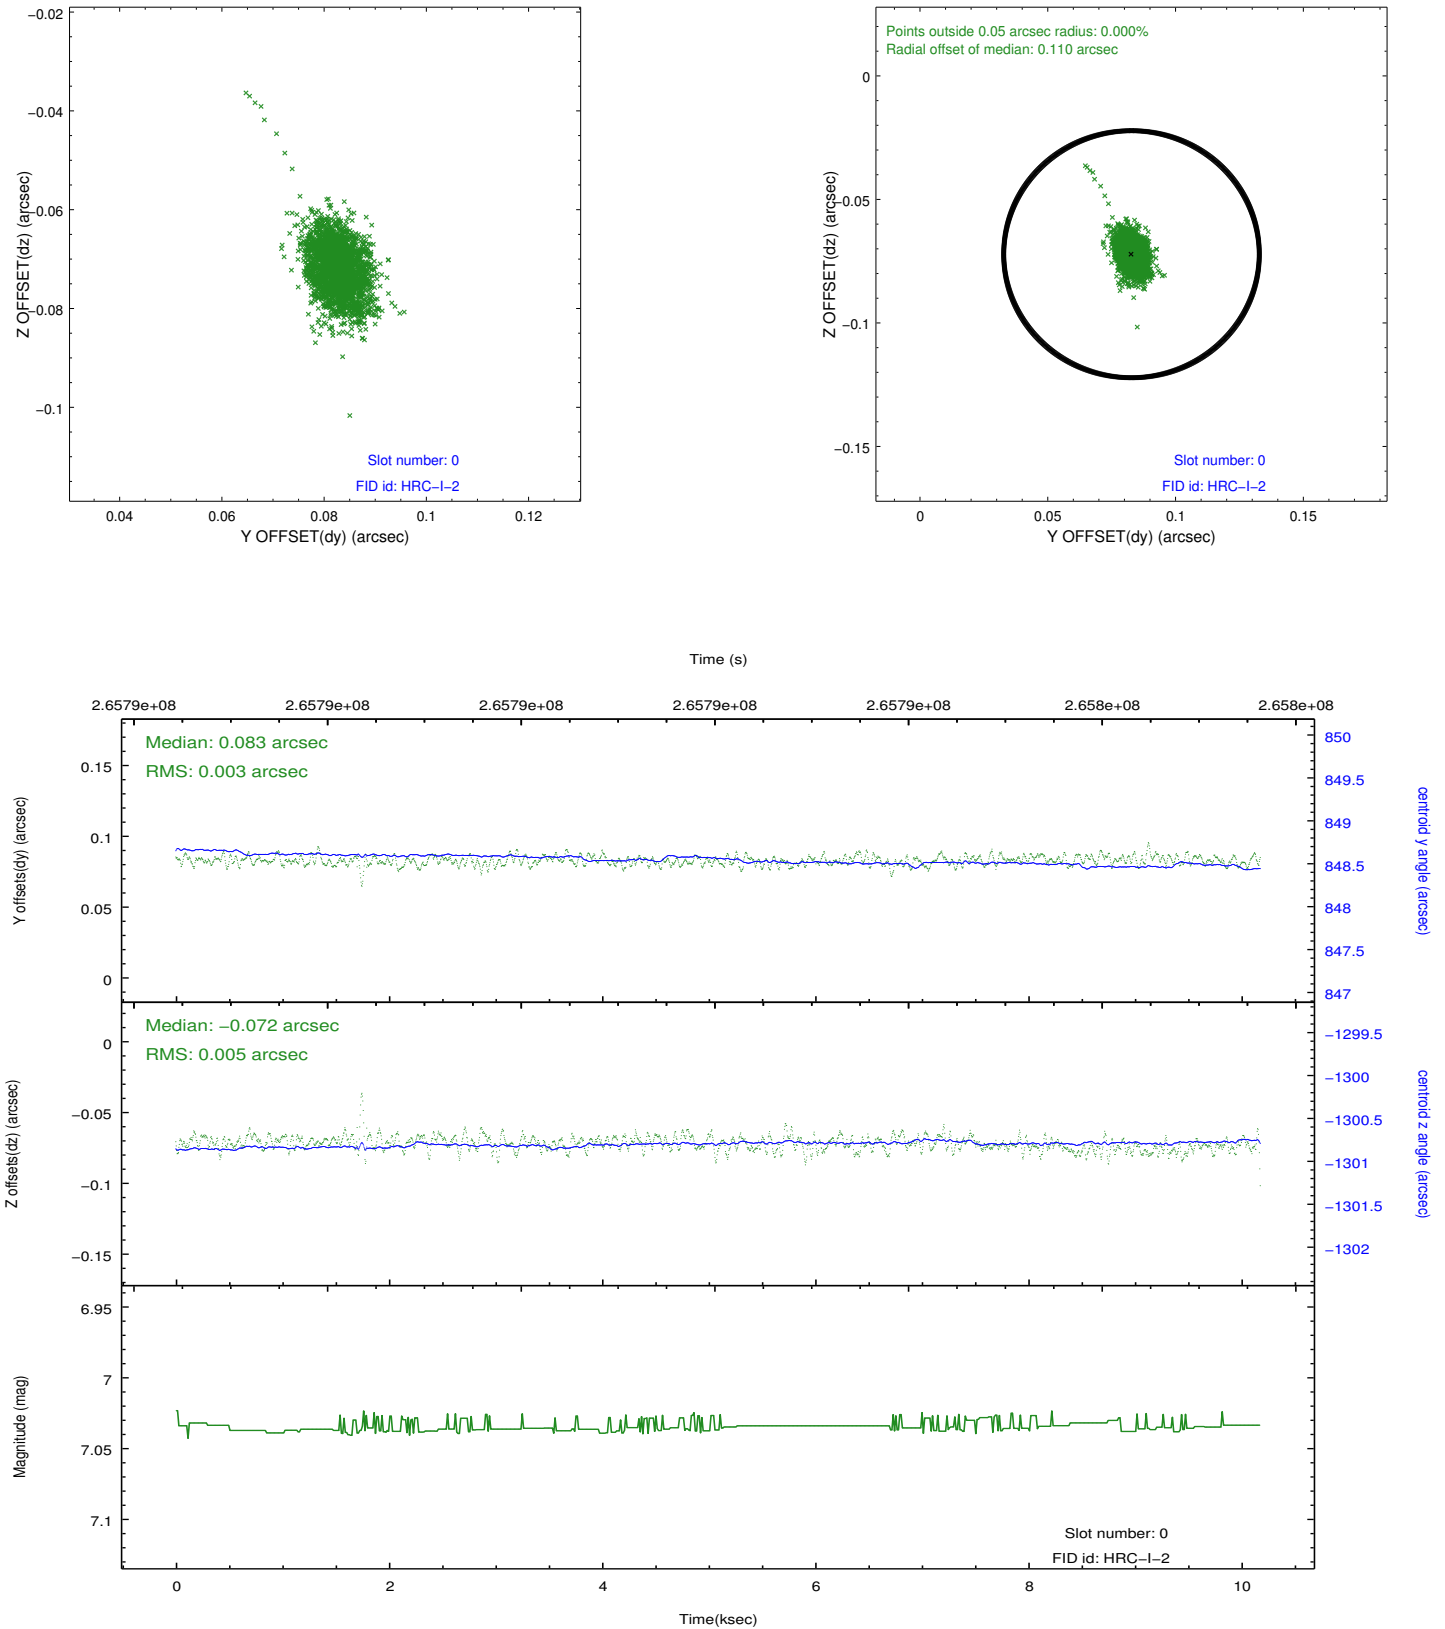 −0.02
−0.04
−0.06
−0.08
−0.1
Z OFFSET(dz) (arcsec)
Slot number: 0
FID id: HRC−I−2
0.04 0.06 0.08 0.1 0.12
Y OFFSET(dy) (arcsec)
Points outside 0.05 arcsec radius: 0.000%
Radial offset of median: 0.110 arcsec
0
−0.05
−0.1
−0.15
Z OFFSET(dz) (arcsec)
Slot number: 0
FID id: HRC−I−2
0 0.05 0.1 0.15
Y OFFSET(dy) (arcsec)
Time (s)
2.6579e+08 2.6579e+08 2.6579e+08 2.6579e+08 2.6579e+08 2.658e+08 2.658e+08
Median: 0.083 arcsec
RMS: 0.003 arcsec
0.15
0.1
0.05
0
Y offsets(dy) (arcsec)
850
849.5
849
848.5
848
847.5
847
centroid y angle (arcsec)
Median: −0.072 arcsec
RMS: 0.005 arcsec
0
−0.05
−0.1
−0.15
Z offsets(dz) (arcsec)
−1299.5
−1300
−1300.5
−1301
−1301.5
−1302
centroid z angle (arcsec)
6.95
7
7.05
7.1
Magnitude (mag)
Slot number: 0
FID id: HRC−I−2
0 2 4 6 8 10
Time(ksec)